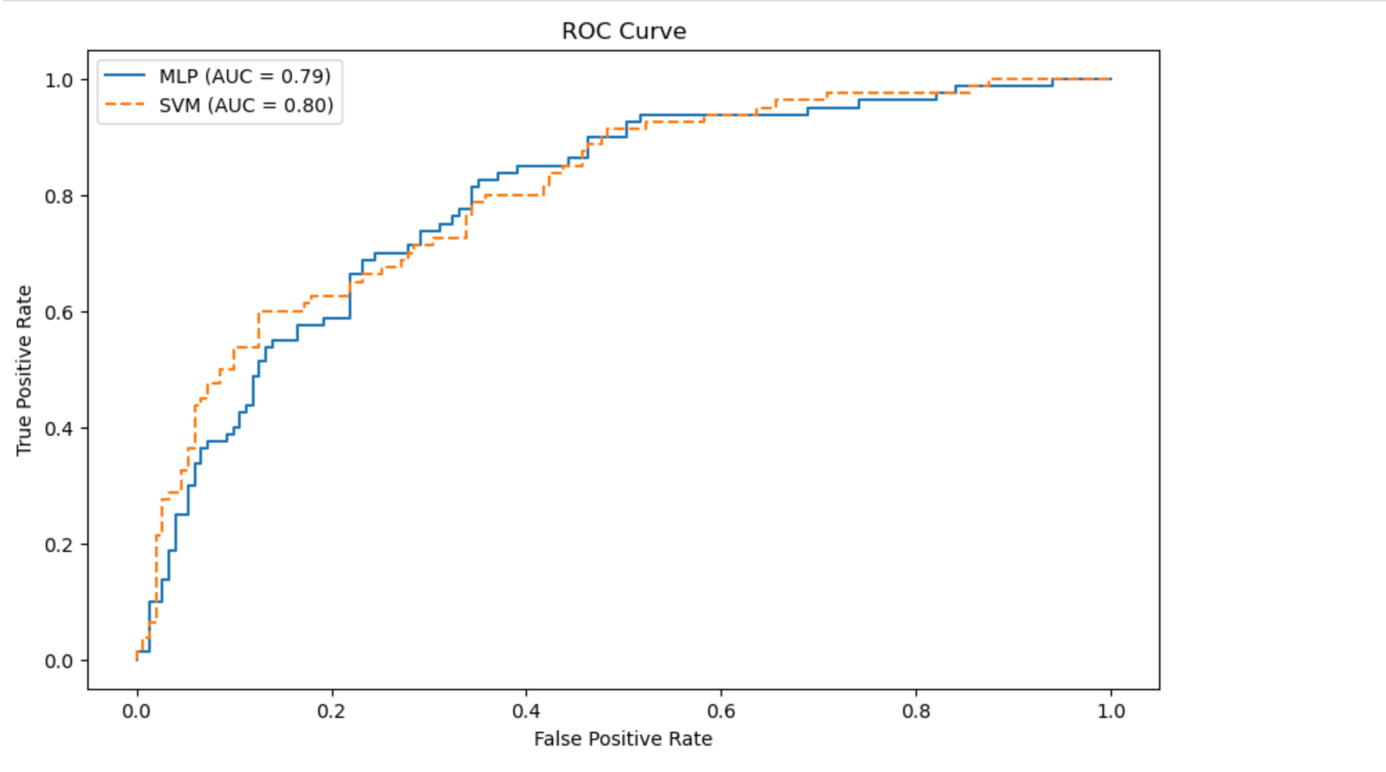 ROC Curve
MLP (AUC = 0.79)
SVM (AUC = 0.80)
1.0
0.8
0.6
0.4
0.2
0.0
True Positive Rate
0.0 0.2 0.4 0.6 0.8 1.0
False Positive Rate